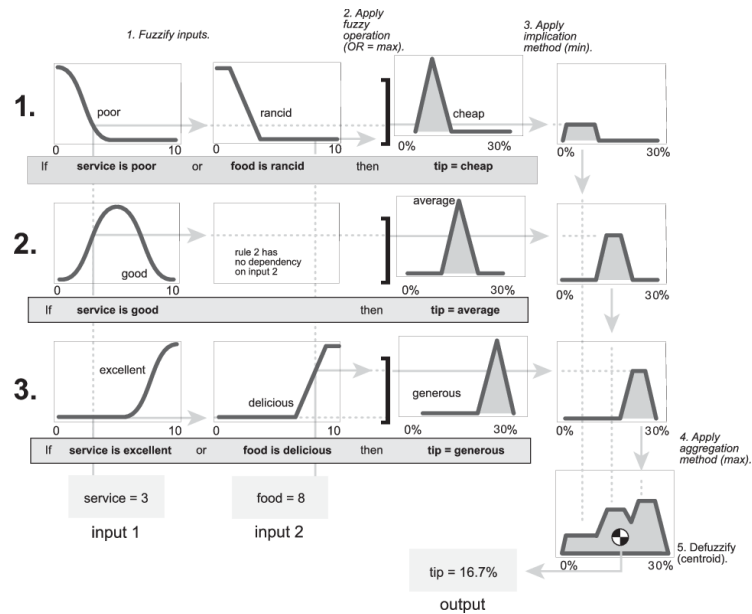 1. Fuzzify inputs.
2. Apply
fuzzy
operation
(OR = max).
3. Apply
implication
method (min).
1.
poor
rancid
cheap
0 10
0 10
0% 30%
0% 30%
If service is poor or food is rancid then tip = cheap
2.
good
rule 2 has
no dependency
on input 2
average
0 10
0% 30%
0% 30%
If service is good then tip = average
3.
excellent
delicious
generous
0 10
0 10
0% 30%
0% 30%
If service is excellent or food is delicious then tip = generous
4. Apply
aggregation
method (max).
service = 3
food = 8
input 1
input 2
0% 30%
5. Defuzzify
(centroid).
tip = 16.7%
output